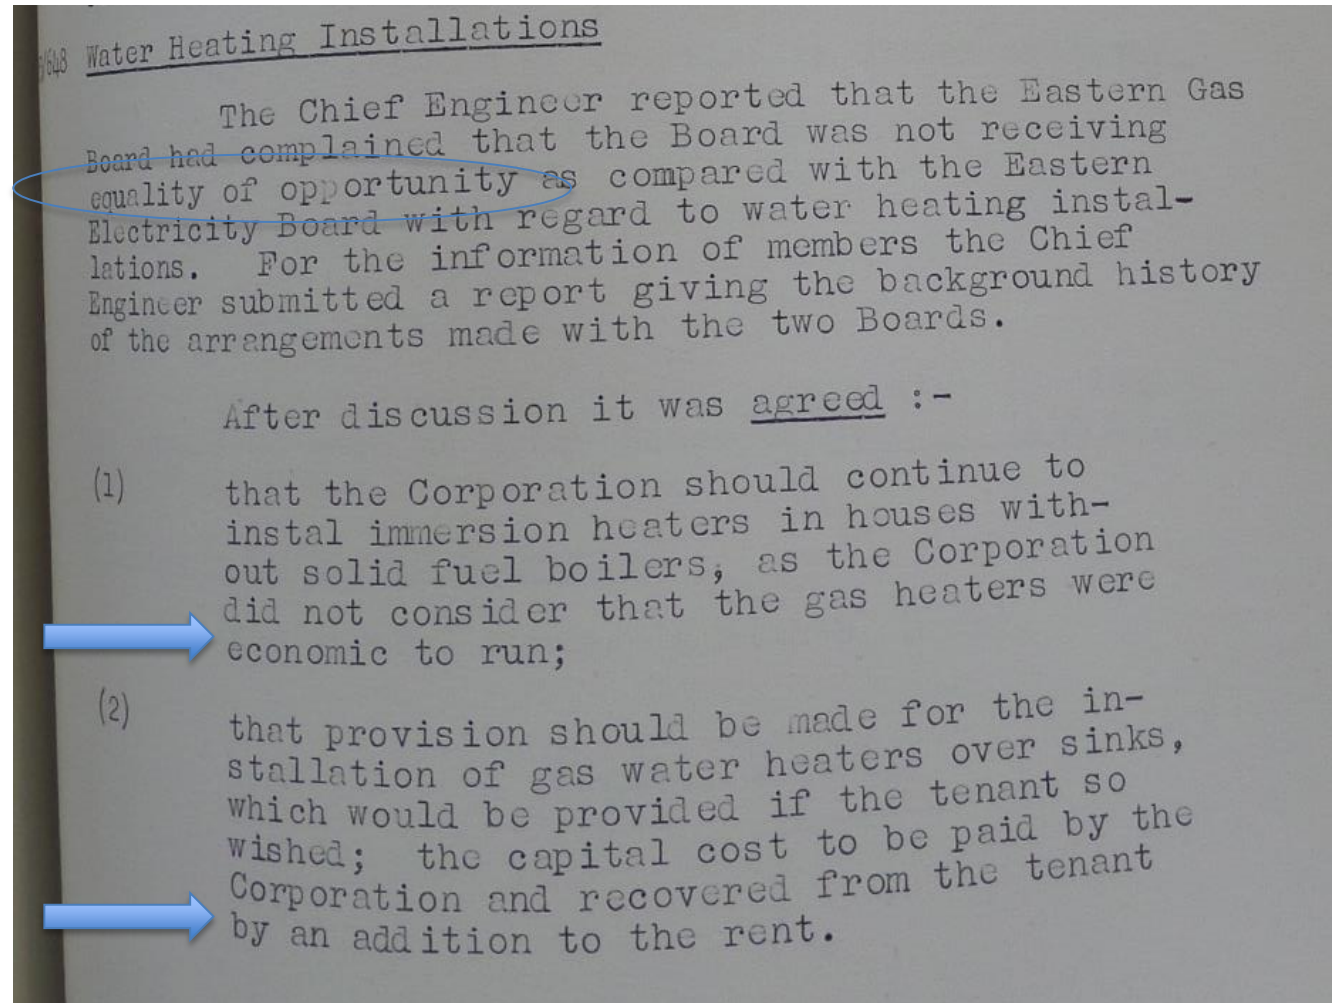 /648 Water Heating Installations
The Chief Engineer reported that the Eastern Gas
Board had complained that the Board was not receiving
equality of opportunity as compared with the Eastern
Electricity Board with regard to water heating instal-
lations. For the information of members the Chief
Engineer submitted a report giving the background history
of the arrangements made with the two Boards.
After discussion it was agreed :-
(1) that the Corporation should continue to
instal immersion heaters in houses with-
out solid fuel boilers, as the Corporation
did not consider that the gas heaters were
economic to run;
(2) that provision should be made for the in-
stallation of gas water heaters over sinks,
which would be provided if the tenant so
wished; the capital cost to be paid by the
Corporation and recovered from the tenant
by an addition to the rent.